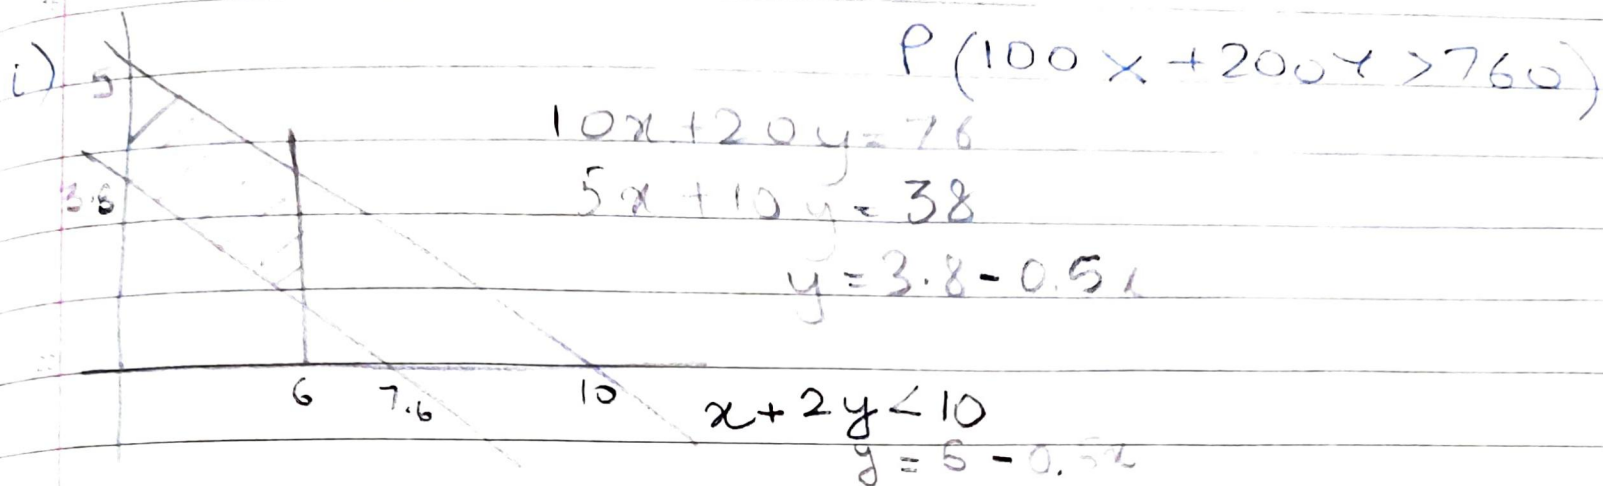 i)
P(100X+200Y>760)
5
10x+20y=76
3.8
5x+10y=38
y=3.8-0.5x
6 7.6 10
x+2y<10
y=5-0.5x